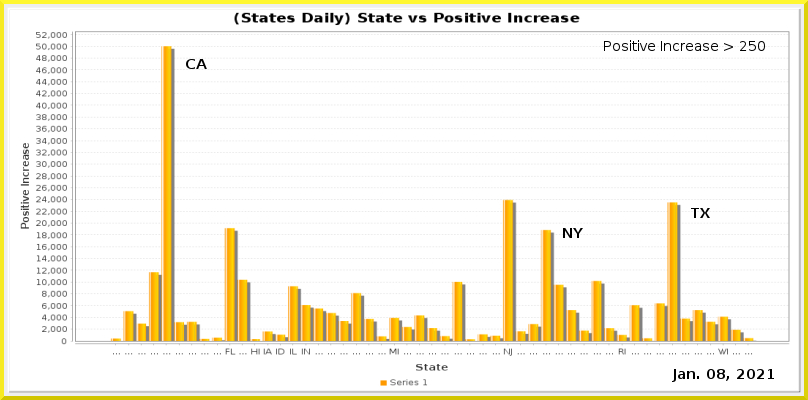 (States Daily) State vs Positive Increase
Positive Increase > 250
52,000
50,000
48,000
46,000
44,000
42,000
40,000
38,000
36,000
34,000
32,000
30,000
28,000
26,000
24,000
22,000
20,000
18,000
16,000
14,000
12,000
10,000
8,000
6,000
4,000
2,000
0
Positive Increase
CA
NY
TX
... ... ... ... ... ... ... ... ... FL ... HI IA ID IL IN ... ... ... ... ... ... MI ... ... ... ... ... ... ... ... NJ ... ... ... ... ... ... ... ... RI ... ... ... ... ... ... ... WI ... ...
State
Series 1
Jan. 08, 2021